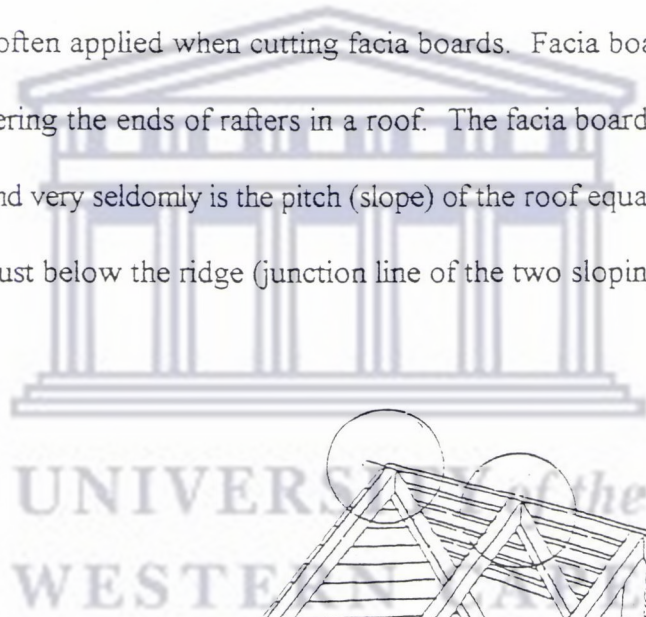 often applied when cutting facia boards. Facia boa
ering the ends of rafters in a roof. The facia board
nd very seldomly is the pitch (slope) of the roof equa
ust below the ridge (junction line of the two slopin
UNIVERSITY of the
WESTERN CAPE